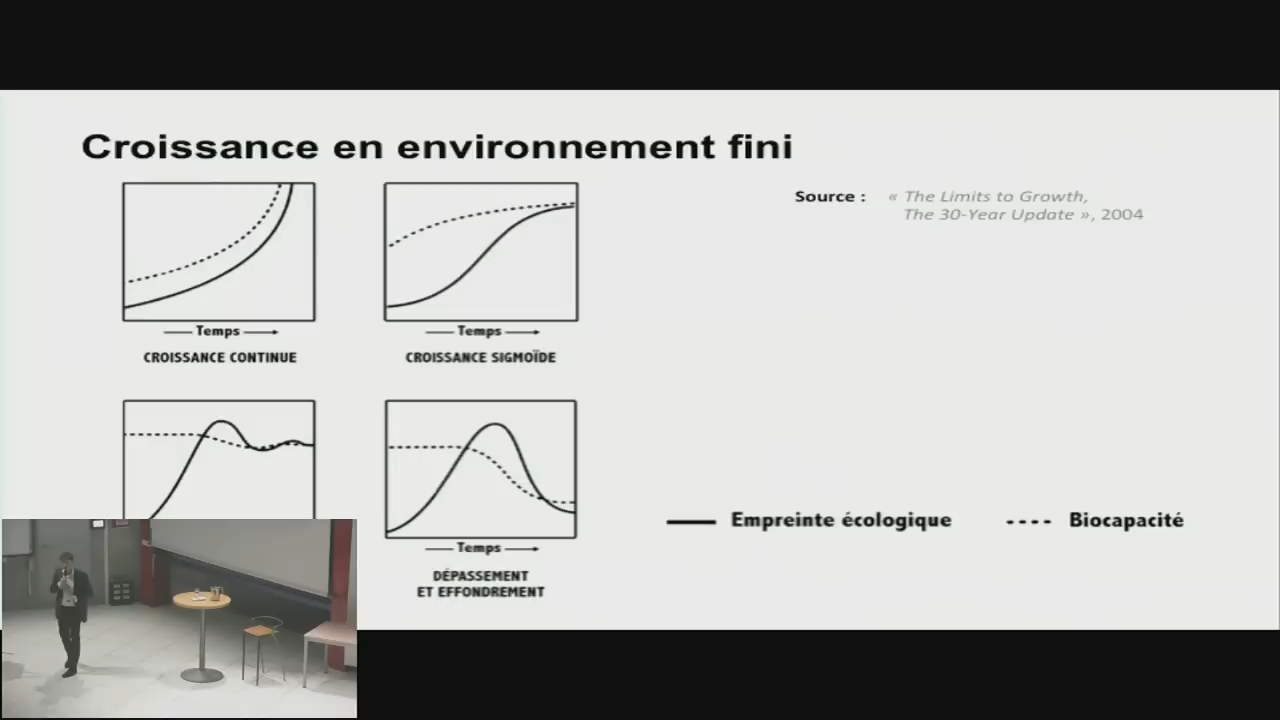 Croissance en environnement fini
Source : « The Limits to Growth,
The 30-Year Update », 2004
Temps
CROISSANCE CONTINUE
Temps
CROISSANCE SIGMOÏDE
Temps
DÉPASSEMENT
ET EFFONDREMENT
Empreinte écologique
Biocapacité